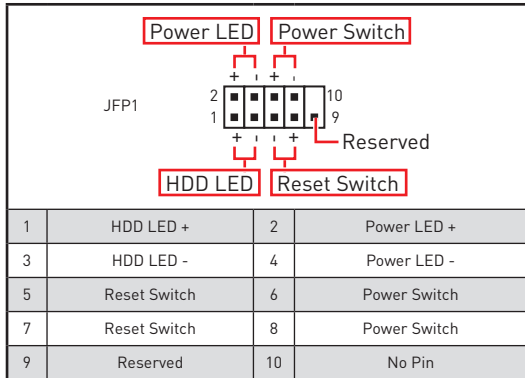 Power LED Power Switch
+ - + -
JFP1
2 10
1 9
+ - - +
Reserved
HDD LED Reset Switch
1 HDD LED + 2 Power LED +
3 HDD LED - 4 Power LED -
5 Reset Switch 6 Power Switch
7 Reset Switch 8 Power Switch
9 Reserved 10 No Pin